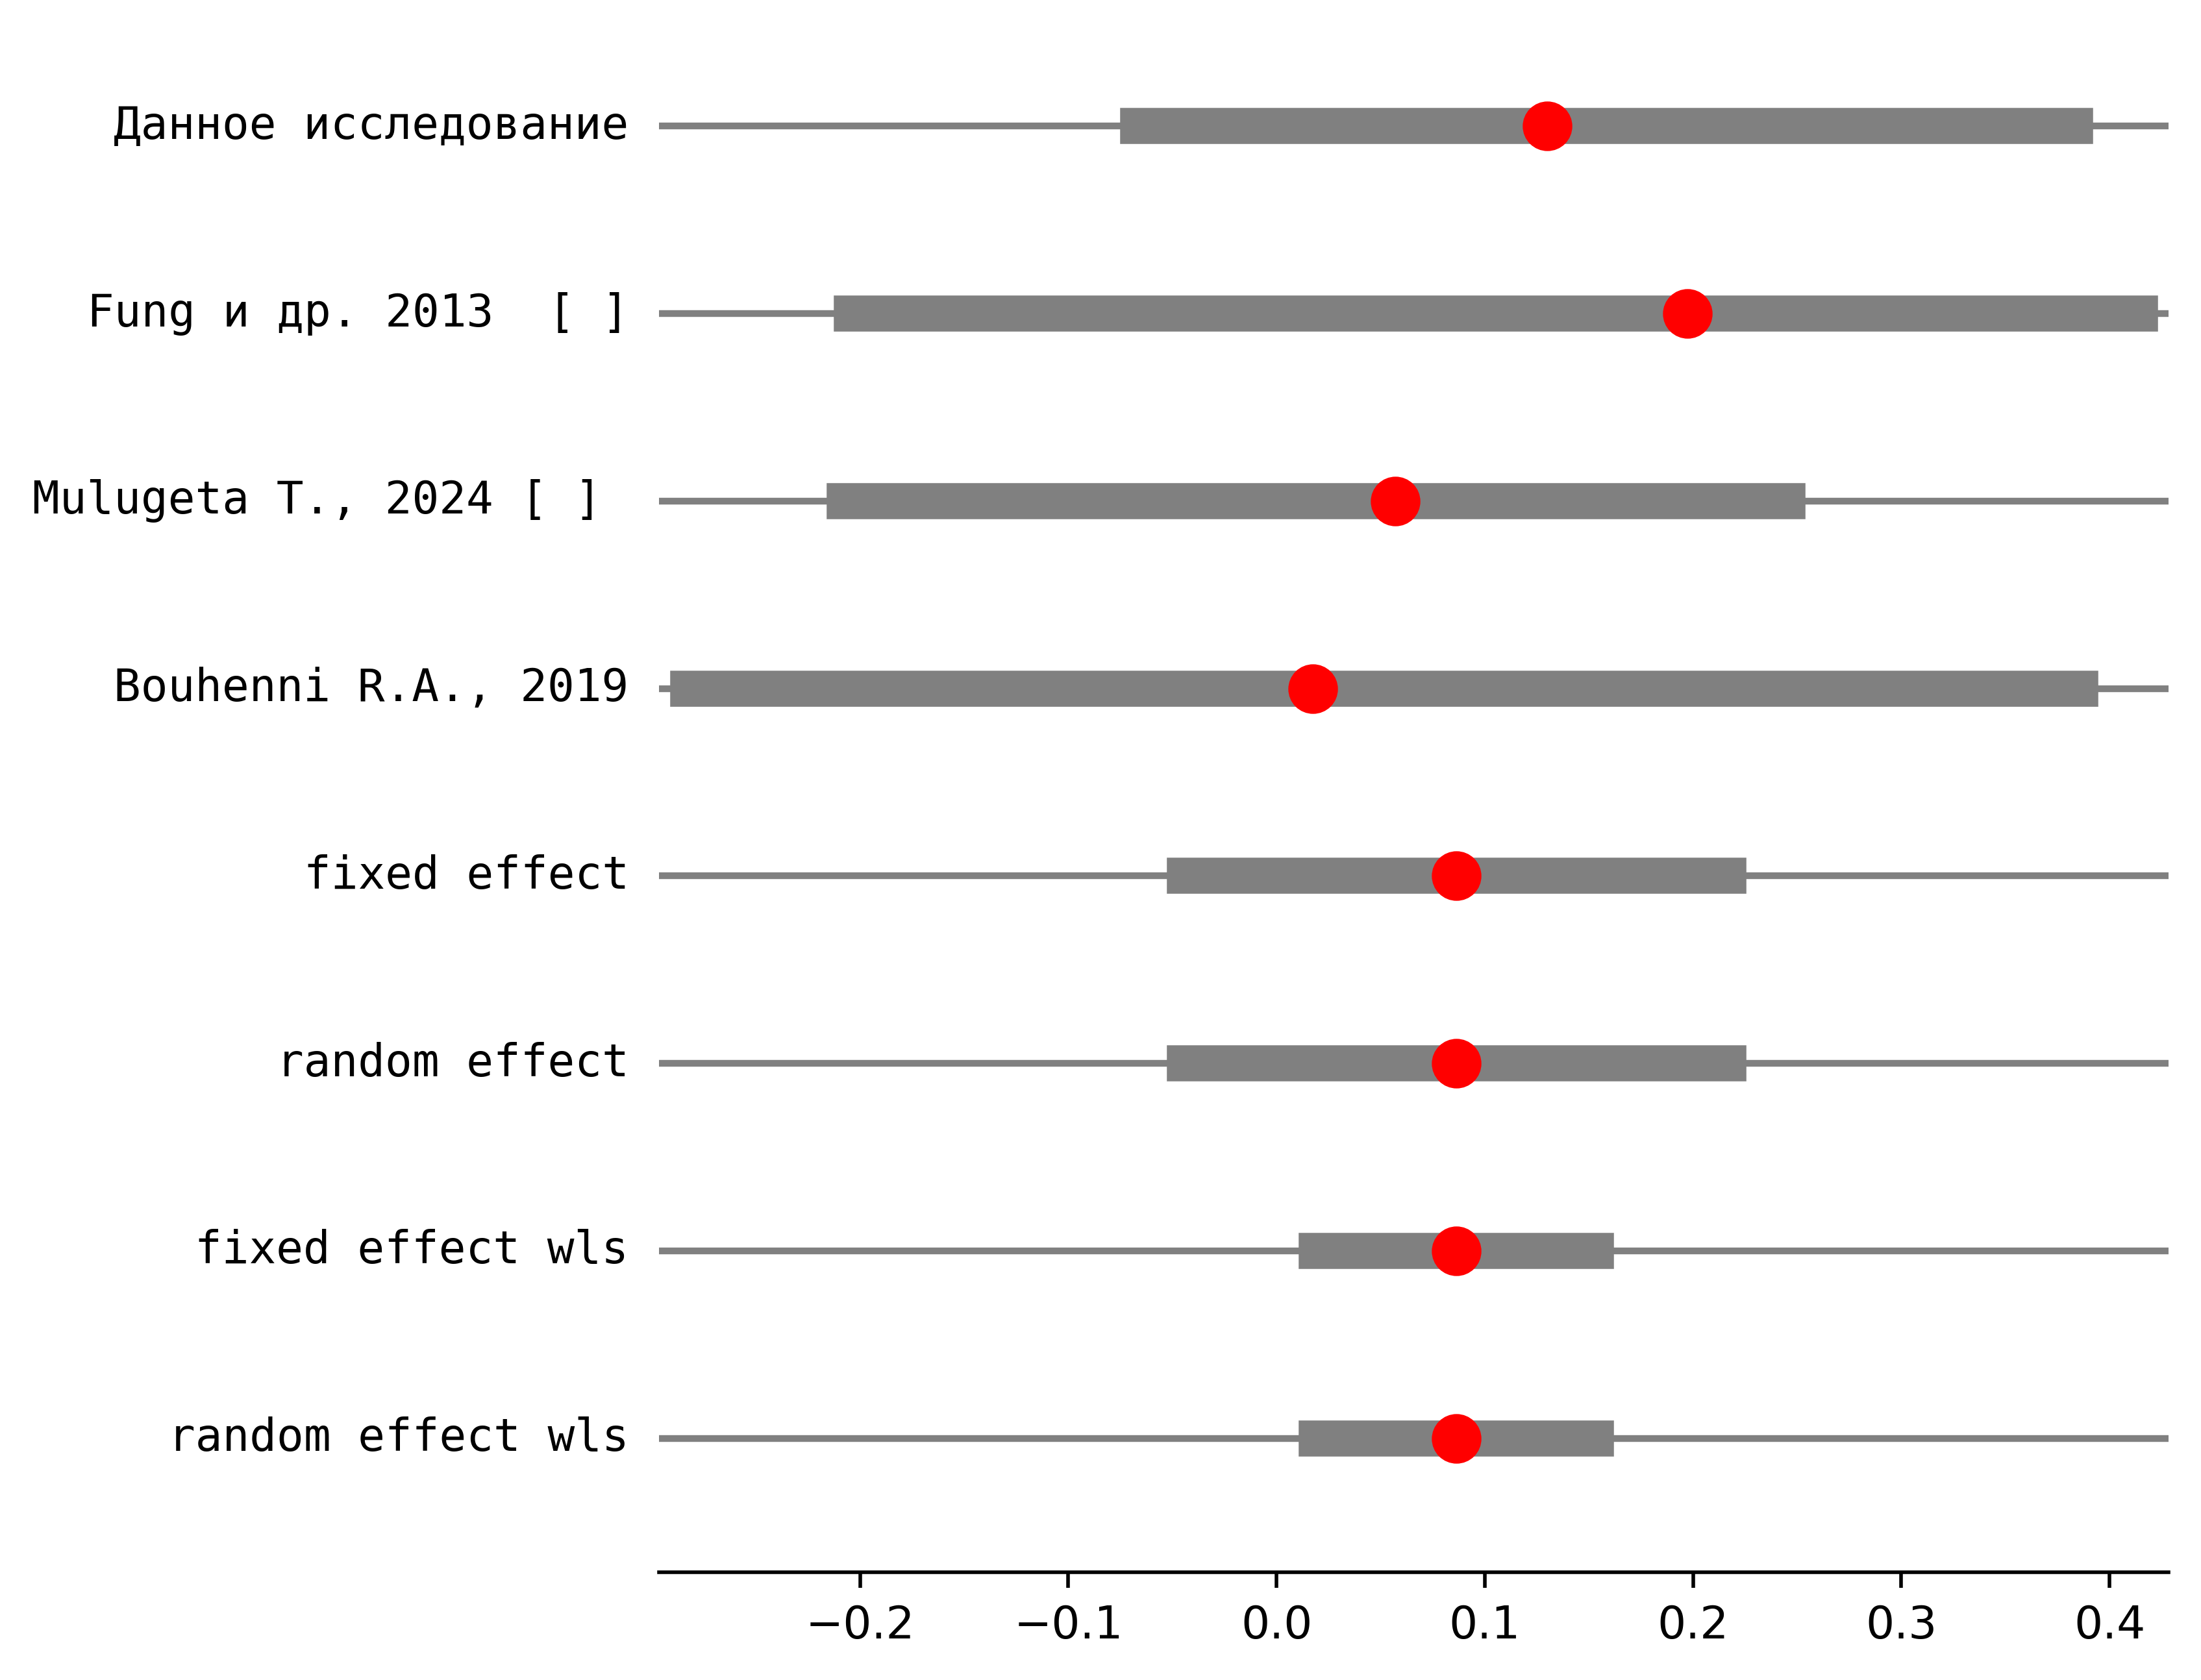 Данное исследование
Fung и др. 2013  [ ]
Mulugeta T., 2024 [ ]
Bouhenni R.A., 2019
fixed effect
random effect
fixed effect wls
random effect wls
−0.2 −0.1 0.0 0.1 0.2 0.3 0.4